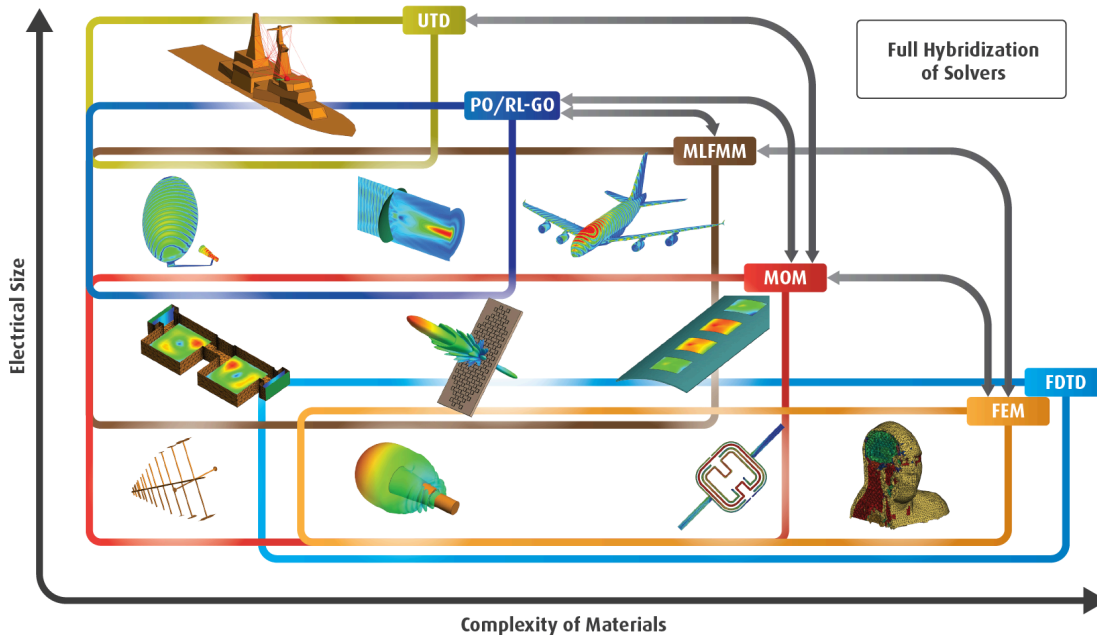 UTD
Full Hybridization
of Solvers
PO/RL-GO
MLFMM
MOM
FDTD
FEM
Electrical Size
Complexity of Materials